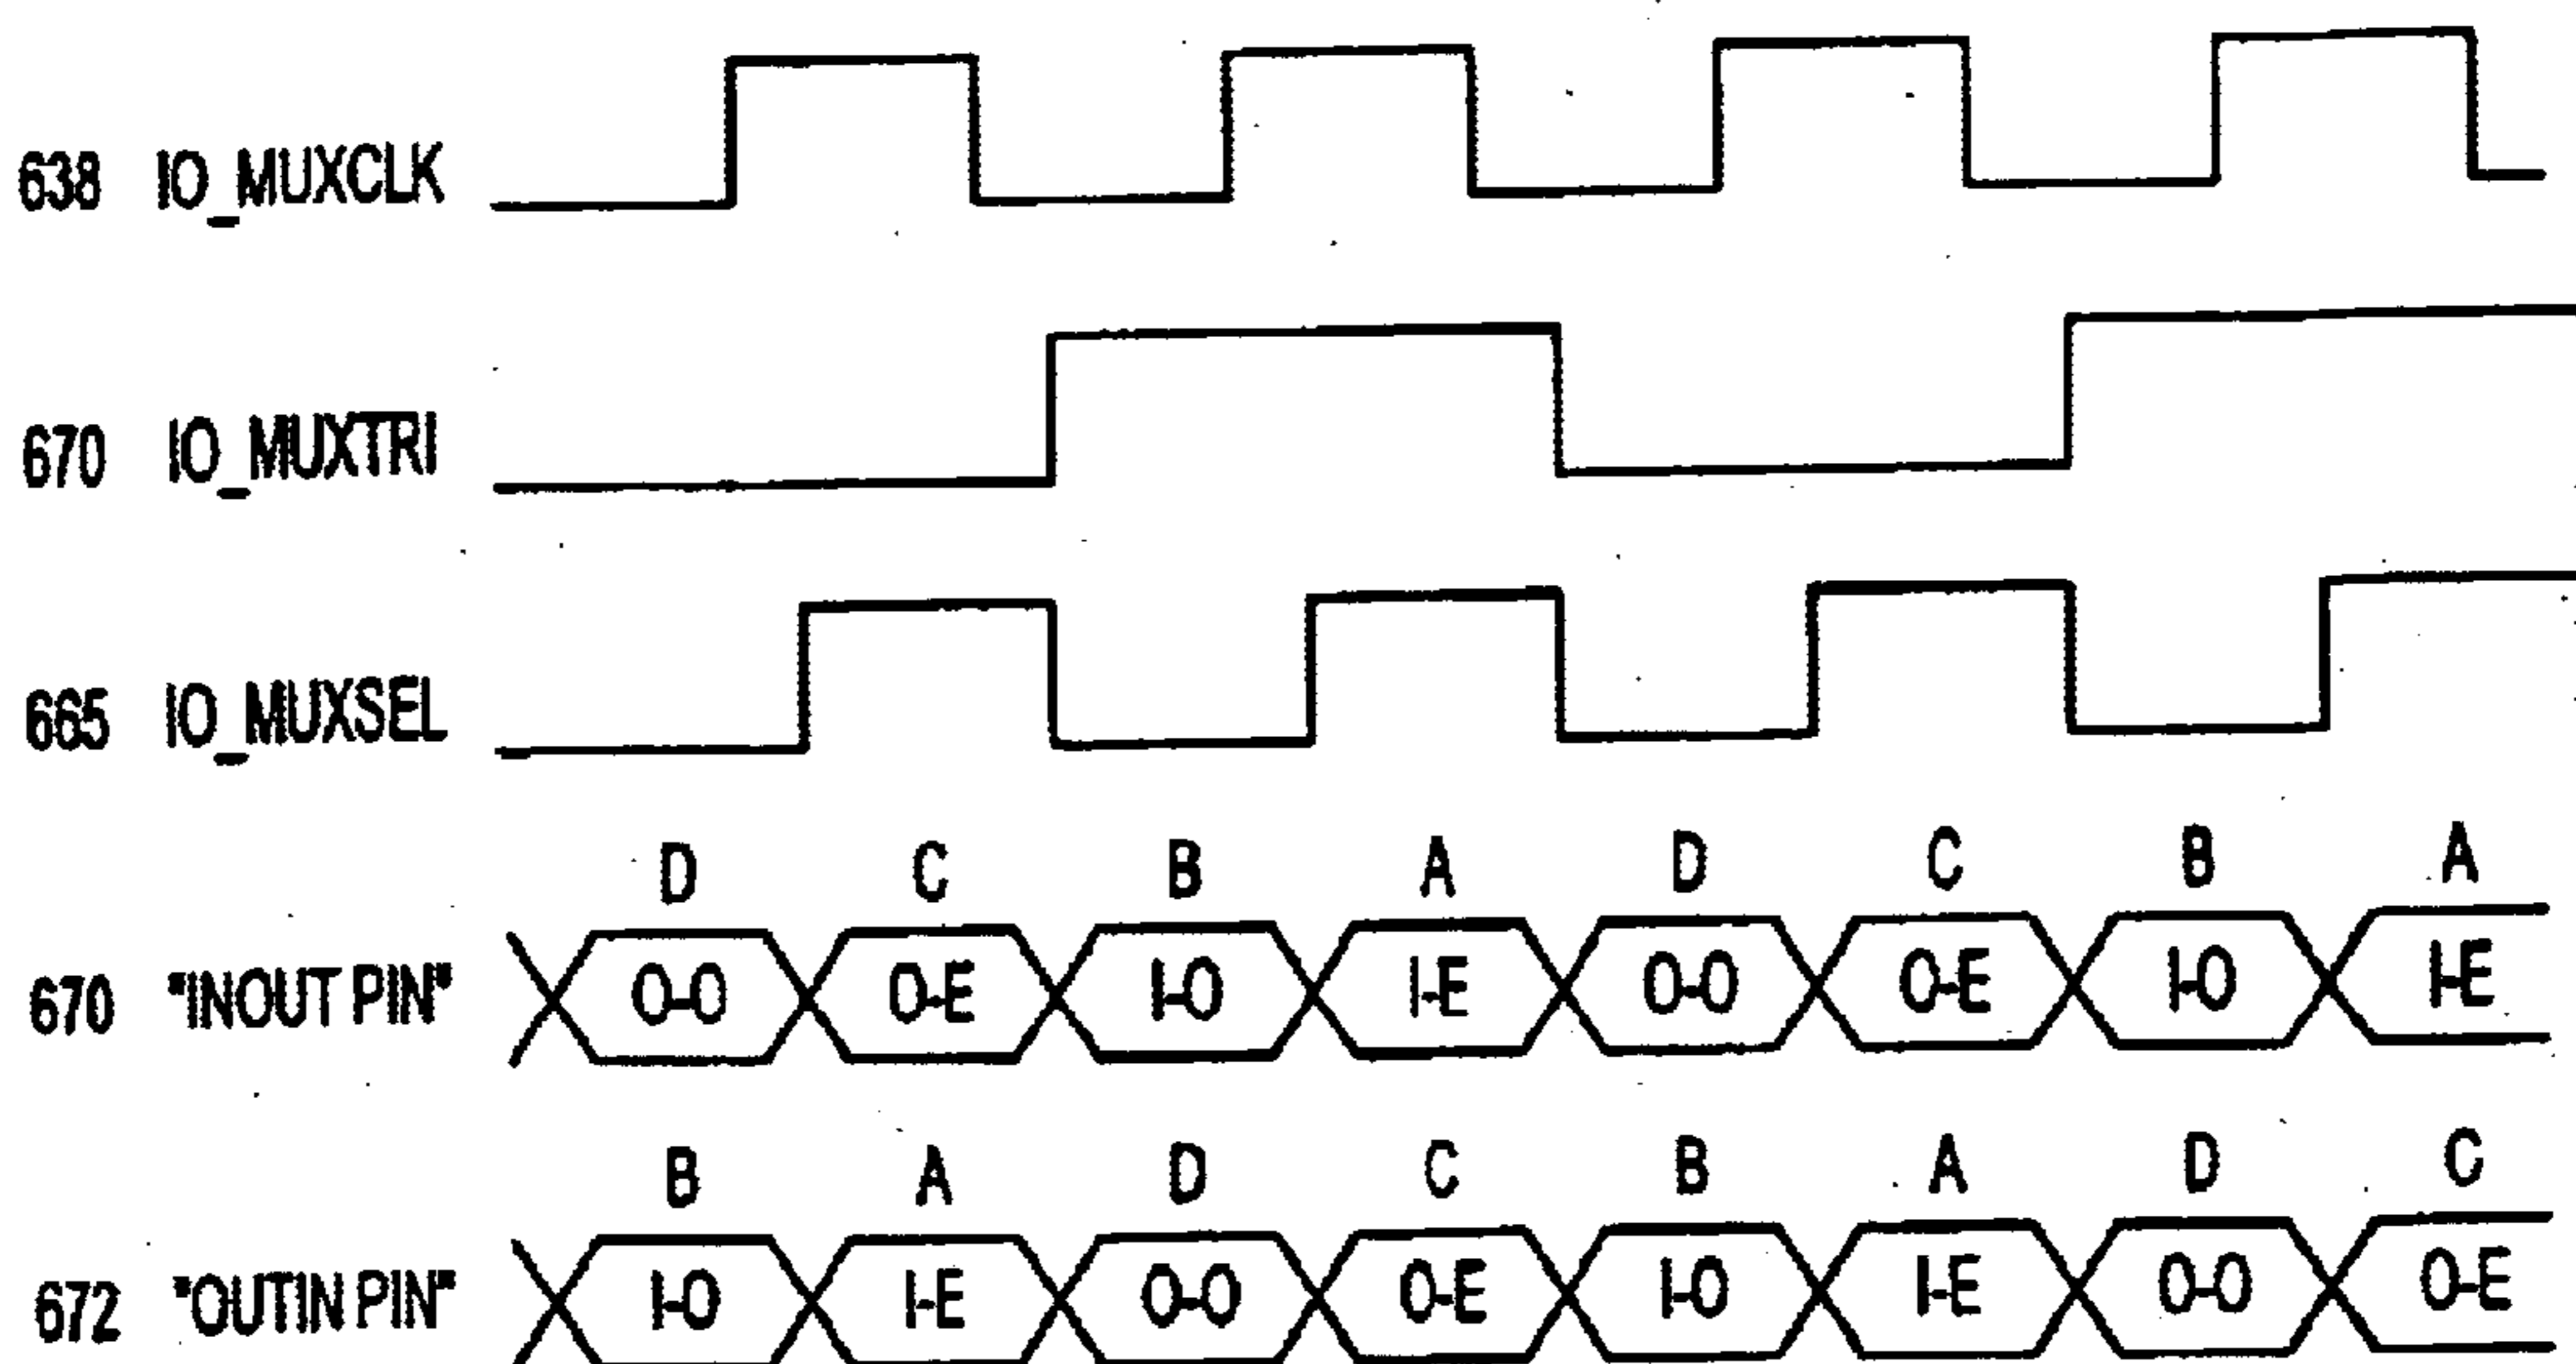 638 IO_MUXCLK
670 IO_MUXTRI
665 IO_MUXSEL
D C B A D C B A
670 "INOUT PIN" O-O O-E I-O I-E O-O O-E I-O I-E
B A D C B A D C
672 "OUTIN PIN" I-O I-E O-O O-E I-O I-E O-O O-E